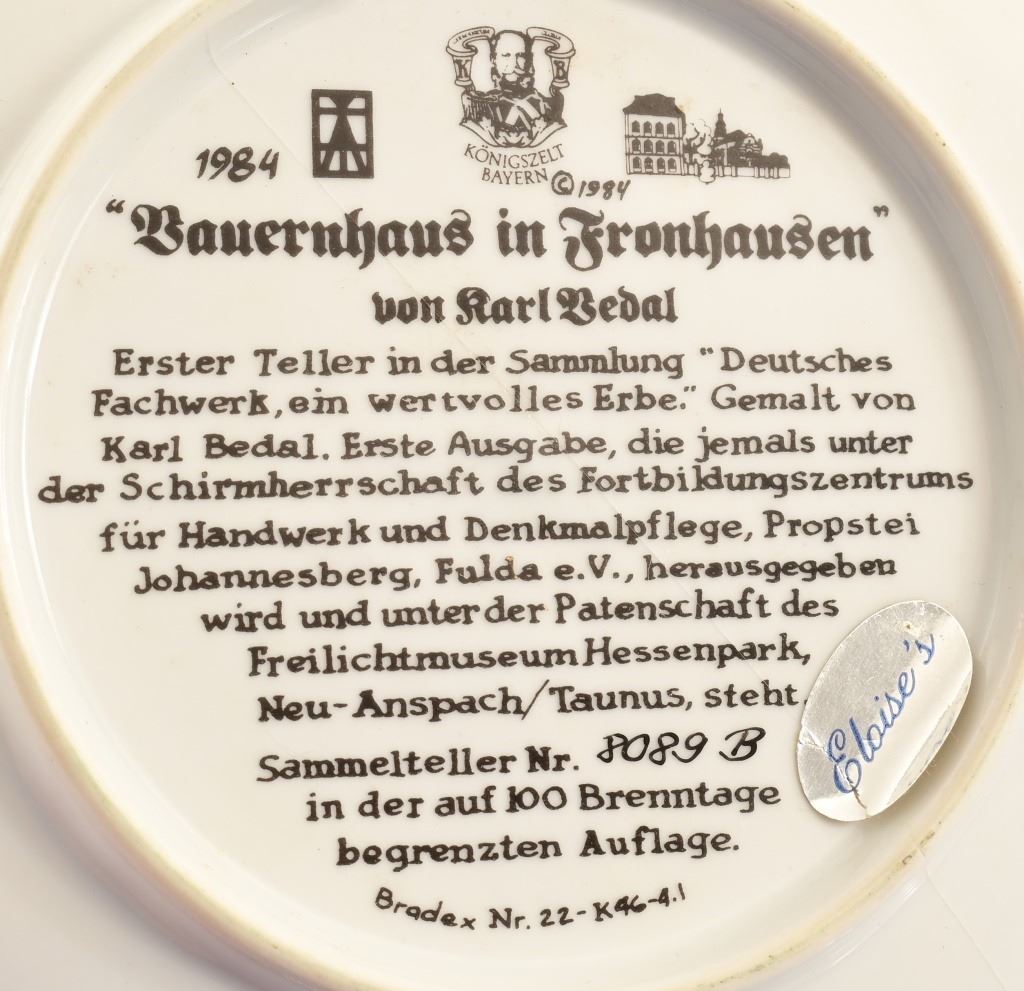 1984
KÖNIGSZELT
BAYERN
© 1984
"Bauernhaus in Fronhausen"
von Karl Bedal
Erster Teller in der Sammlung "Deutsches
Fachwerk, ein wertvolles Erbe." Gemalt von
Karl Bedal. Erste Ausgabe, die jemals unter
der Schirmherrschaft des Fortbildungszentrums
für Handwerk und Denkmalpflege, Propstei
Johannesberg, Fulda e.V., herausgegeben
wird und unter der Patenschaft des
Freilichtmuseum Hessenpark,
Neu-Anspach/Taunus, steht.
Sammelteller Nr. 8089 B
in der auf 100 Brenntage
begrenzten Auflage.
Bradex Nr. 22-K46-4.1
Eloise's